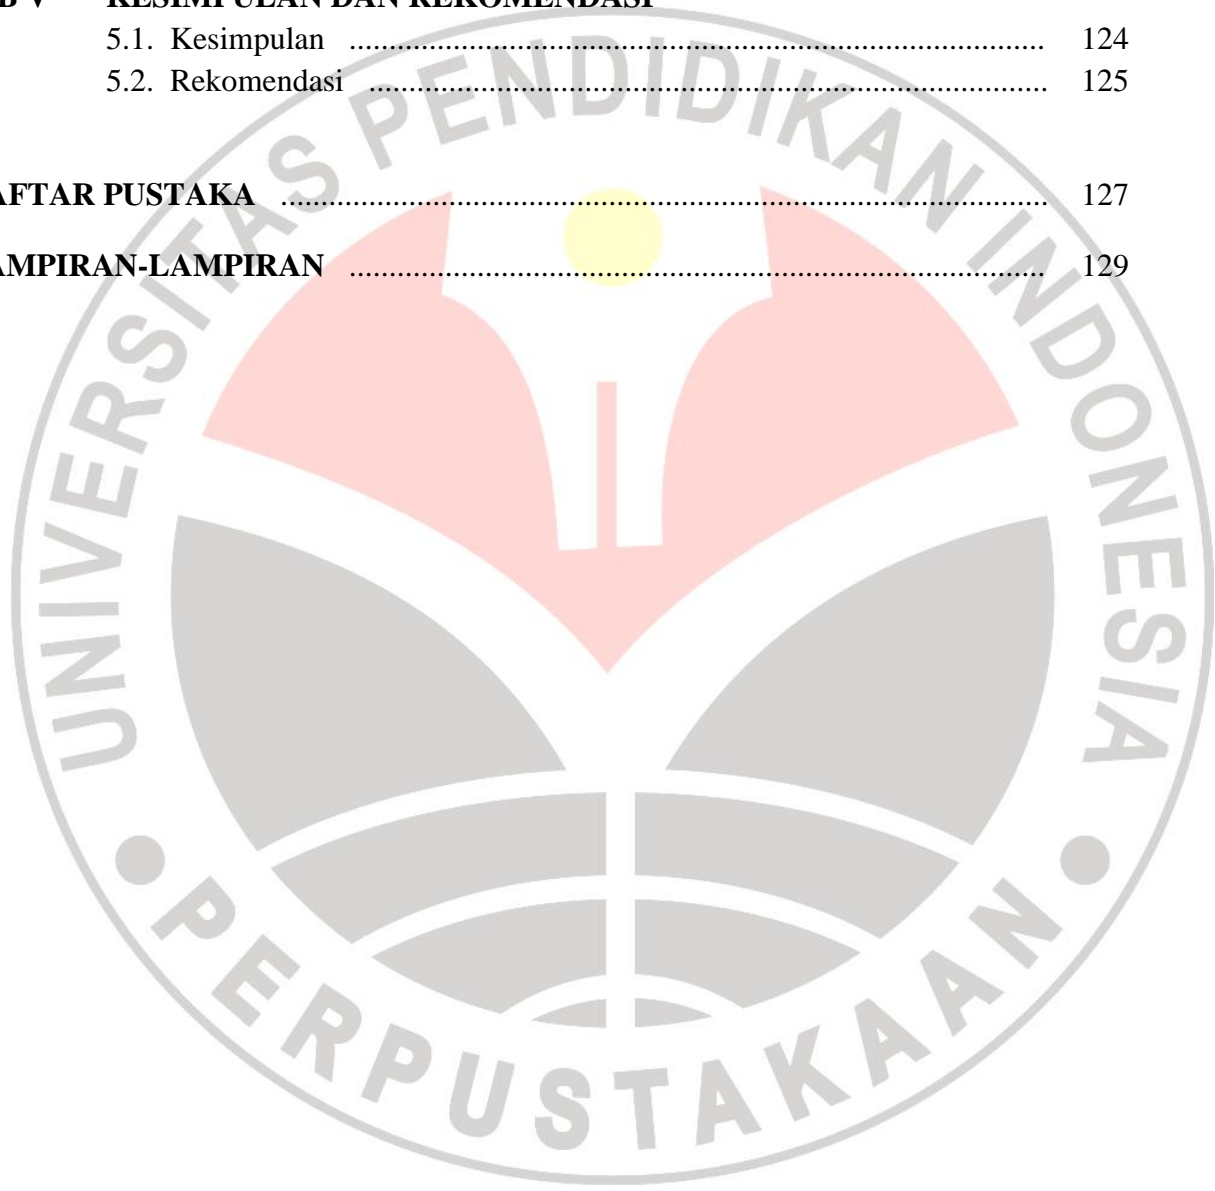 B V KESIMPULAN DAN REKOMENDASI
5.1. Kesimpulan ........................................................................................ 124
5.2. Rekomendasi ...................................................................................... 125
AFTAR PUSTAKA ................................................................................................. 127
AMPIRAN-LAMPIRAN ........................................................................................ 129
UNIVERSITAS PENDIDIKAN INDONESIA
PERPUSTAKAAN